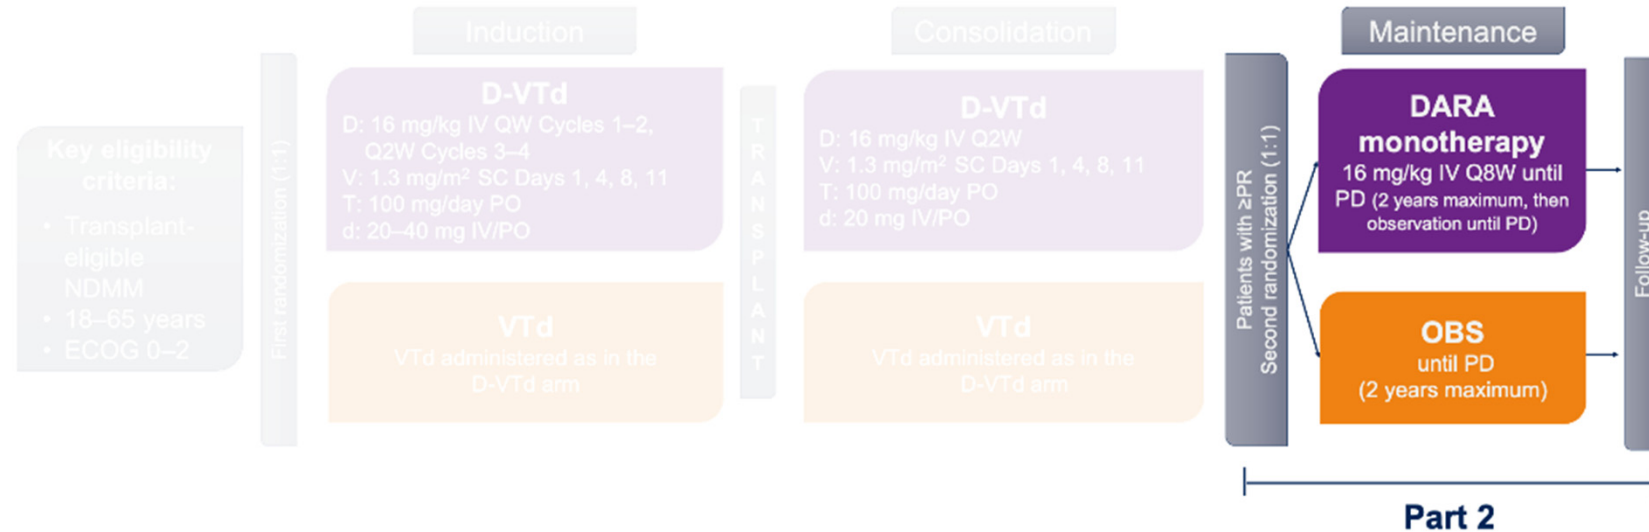 Induction
Consolidation
Maintenance
Key eligibility
criteria:
• Transplant-
eligible
NDMM
• 18–65 years
• ECOG 0–2
First randomization (1:1)
D-VTd
D: 16 mg/kg IV QW Cycles 1–2,
Q2W Cycles 3–4
V: 1.3 mg/m² SC Days 1, 4, 8, 11
T: 100 mg/day PO
d: 20–40 mg IV/PO
VTd
VTd administered as in the
D-VTd arm
TRANSPLANT
D-VTd
D: 16 mg/kg IV Q2W
V: 1.3 mg/m² SC Days 1, 4, 8, 11
T: 100 mg/day PO
d: 20 mg IV/PO
VTd
VTd administered as in the
D-VTd arm
Patients with ≥PR
Second randomization (1:1)
DARA
monotherapy
16 mg/kg IV Q8W until
PD (2 years maximum, then
observation until PD)
OBS
until PD
(2 years maximum)
Follow-up
Part 2